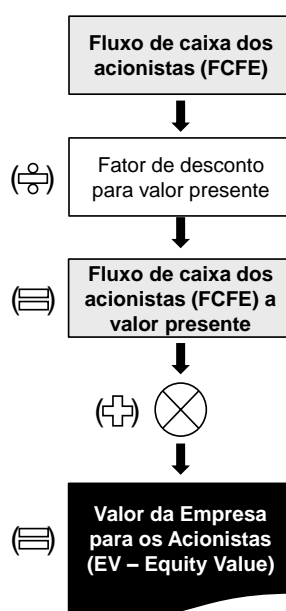 Fluxo de caixa dos
acionistas (FCFE)
(÷)
Fator de desconto
para valor presente
(=)
Fluxo de caixa dos
acionistas (FCFE) a
valor presente
(+)
(=)
Valor da Empresa
para os Acionistas
(EV – Equity Value)